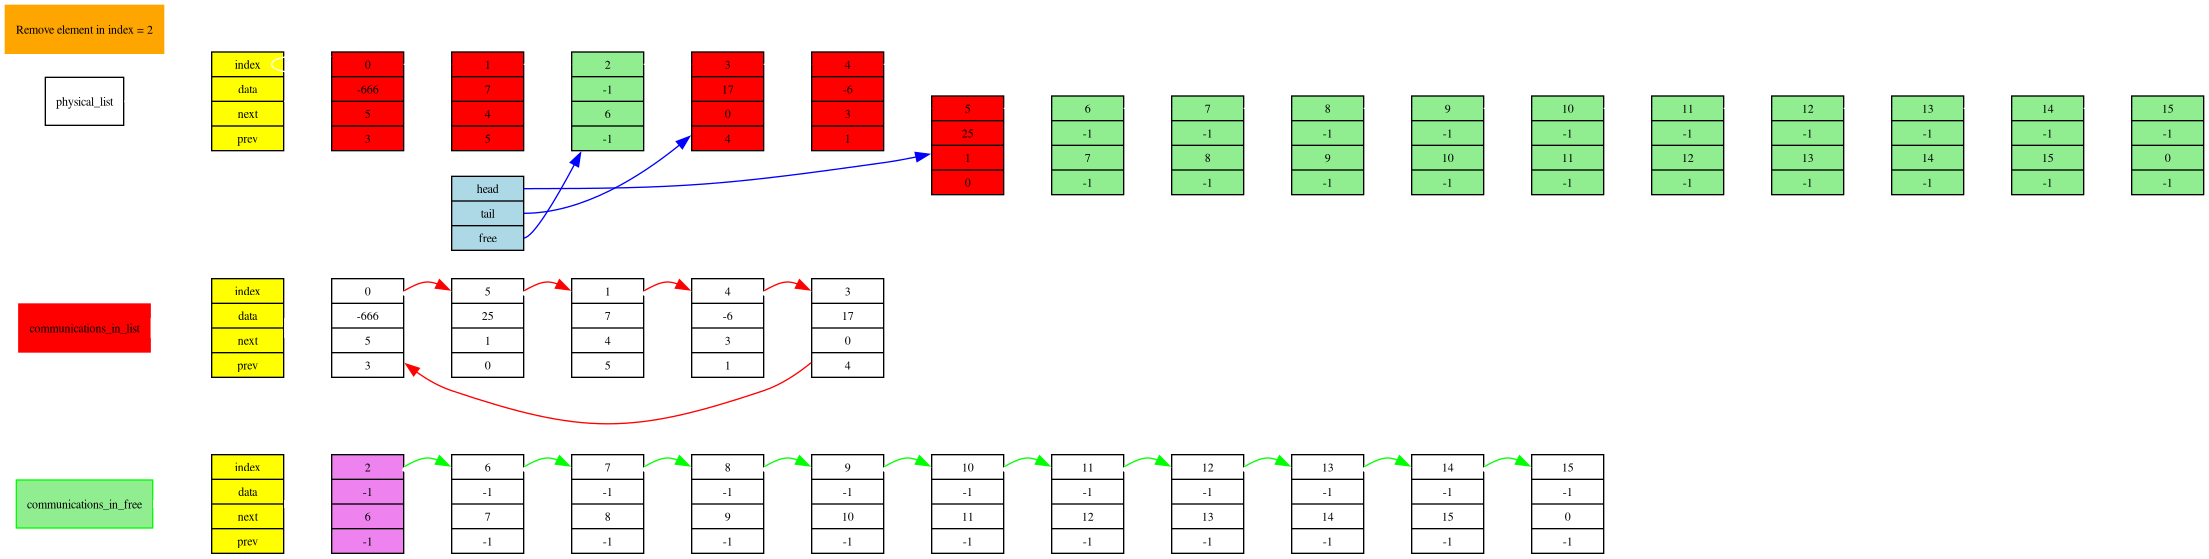 Remove element in index = 2
physical_list
index 0 1 2 3 4
data -666 7 -1 17 -6
next 5 4 6 0 3
prev 3 5 -1 4 1
5 6 7 8 9 10 11 12 13 14 15
25 -1 -1 -1 -1 -1 -1 -1 -1 -1 -1
1 7 8 9 10 11 12 13 14 15 0
0 -1 -1 -1 -1 -1 -1 -1 -1 -1 -1
head
tail
free
communications_in_list
index 0 5 1 4 3
data -666 25 7 -6 17
next 5 1 4 3 0
prev 3 0 5 1 4
communications_in_free
index 2 6 7 8 9 10 11 12 13 14 15
data -1 -1 -1 -1 -1 -1 -1 -1 -1 -1 -1
next 6 7 8 9 10 11 12 13 14 15 0
prev -1 -1 -1 -1 -1 -1 -1 -1 -1 -1 -1